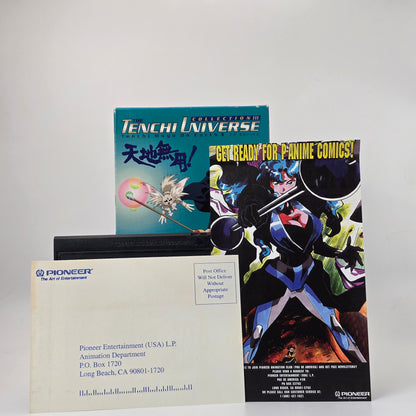 COLLECTION III
THE
TENCHI UNIVERSE
天地無用!
GET READY FOR P-ANIME COMICS!
PIONEER
The Art of Entertainment
Post Office
Will Not Deliver
Without
Appropriate
Postage
Pioneer Entertainment (USA) L.P.
Animation Department
P.O. Box 1720
Long Beach, CA 90801-1720
PIONEER
The Art of Entertainment